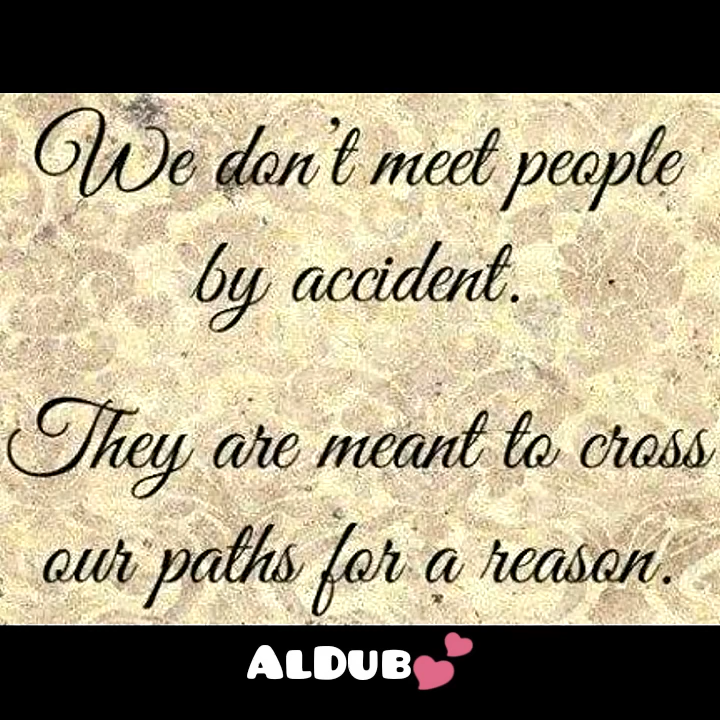 We don't meet people
by accident.
They are meant to cross
our paths for a reason.
ALDUB💕